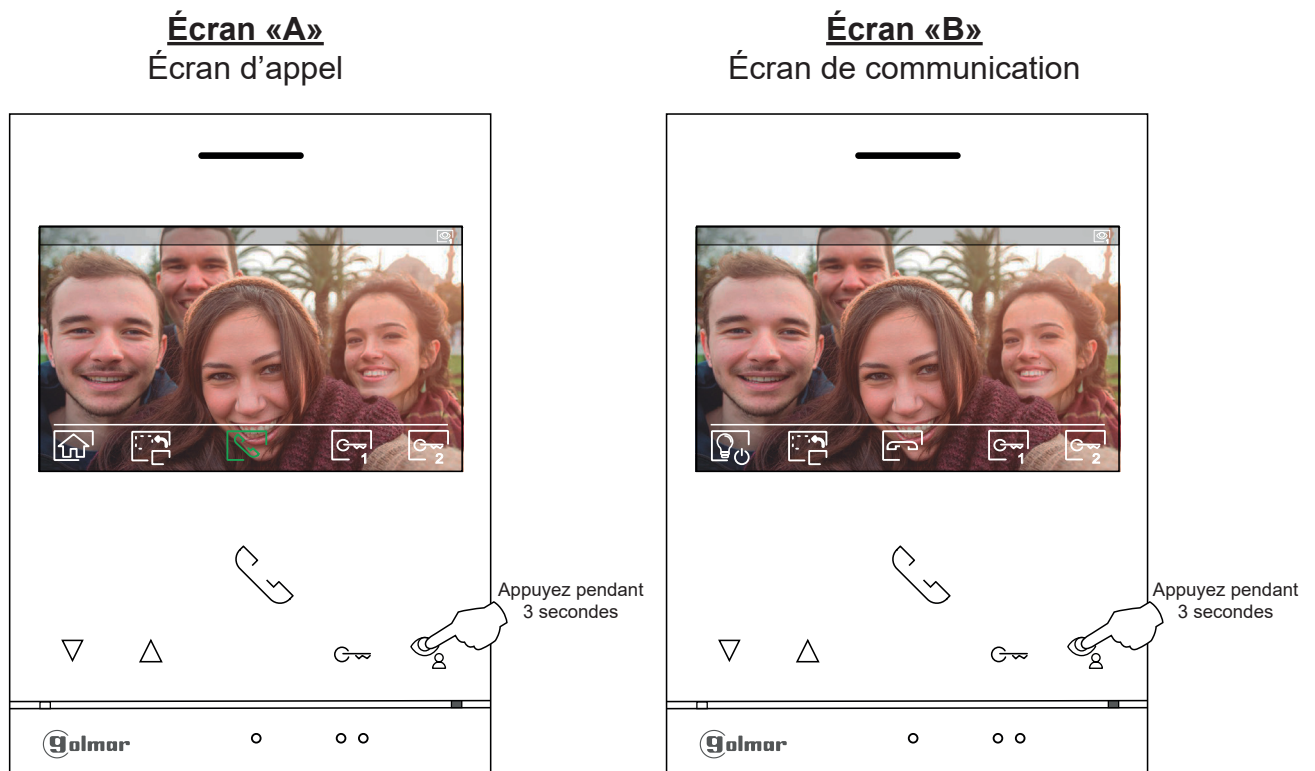 Écran «A»
Écran d’appel
Écran «B»
Écran de communication
1
2
1
2
Appuyez pendant
3 secondes
Appuyez pendant
3 secondes
golmar
golmar